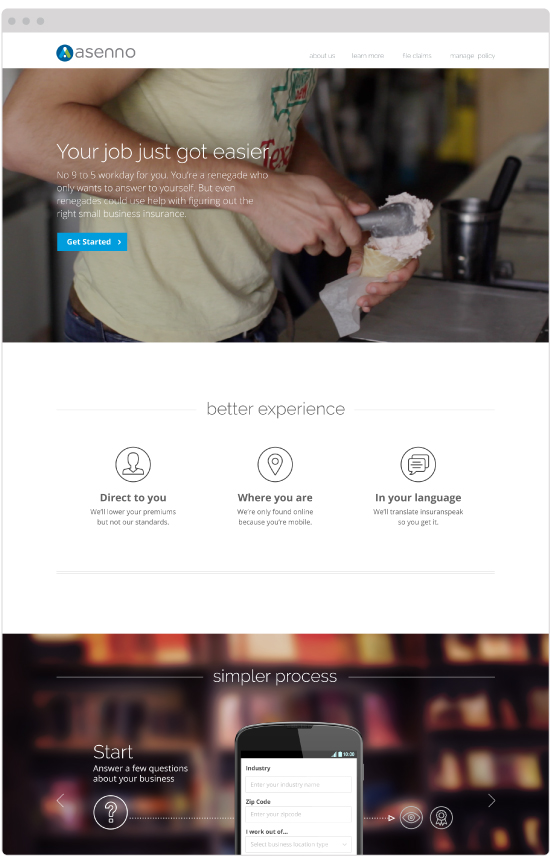 asenno
about us learn more file claims manage policy
Your job just got easier.
No 9 to 5 workday for you. You're a renegade who
only wants to answer to yourself. But even
renegades could use help with figuring out the
right small business insurance.
Get Started
better experience
Direct to you
We'll lower your premiums
but not our standards.
Where you are
We're only found online
because you're mobile.
In your language
We'll translate insuranspeak
so you get it.
simpler process
Start
Answer a few questions
about your business
?
10:00
Industry
Enter your industry name
Zip Code
Enter your zipcode
I work out of...
Select business location type